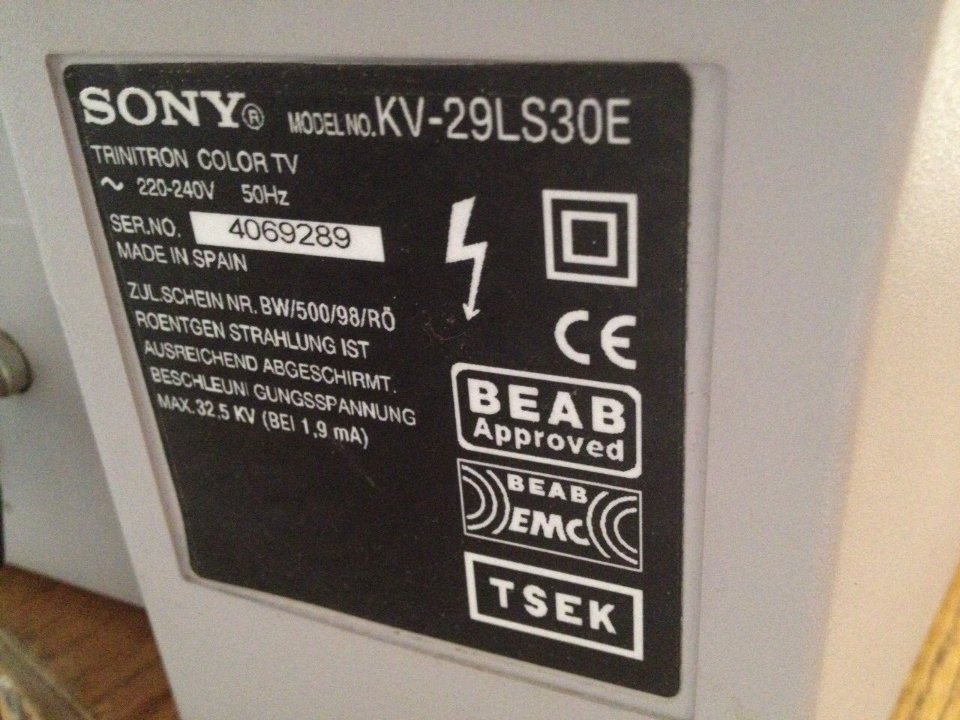 SONY® MODEL NO. KV-29LS30E
TRINITRON COLOR TV
~ 220-240V 50Hz
SER.NO. 4069289
MADE IN SPAIN
ZUL.SCHEIN NR. BW/500/98/RÖ
ROENTGEN STRAHLUNG IST
AUSREICHEND ABGESCHIRMT.
BESCHLEUNI GUNGSSPANNUNG
MAX. 32.5 KV (BEI 1,9 mA)
CE
BEAB
Approved
BEAB
EMC
TSEK